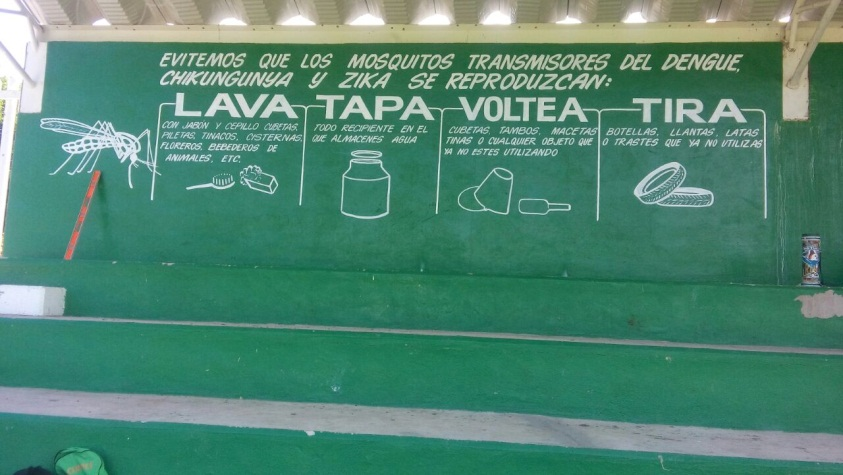 EVITEMOS QUE LOS MOSQUITOS TRANSMISORES DEL DENGUE,
CHIKUNGUNYA Y ZIKA SE REPRODUZCAN:
LAVA
CON JABON Y CEPILLO CUBETAS,
PILETAS, TINACOS, CISTERNAS,
FLOREROS, BEBEDEROS DE
ANIMALES, ETC.
TAPA
TODO RECIPIENTE EN EL
QUE ALMACENES AGUA
VOLTEA
CUBETAS, TAMBOS, MACETAS
TINAS O CUALQUIER OBJETO QUE
YA NO ESTES UTILIZANDO
TIRA
BOTELLAS, LLANTAS, LATAS
O TRASTES QUE YA NO UTILIZAS